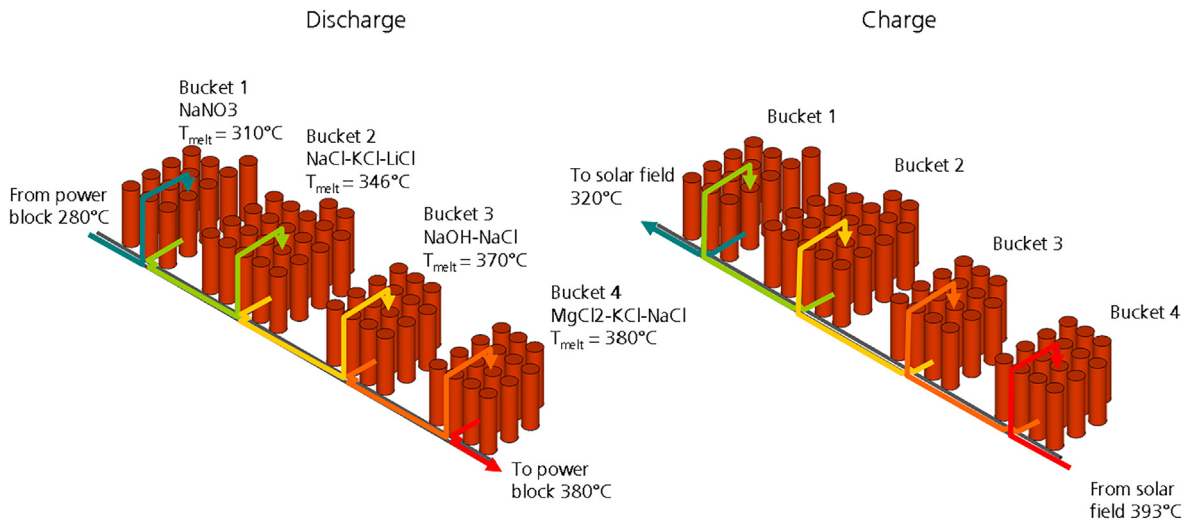 Discharge
Bucket 1
NaNO3
Tmelt = 310°C
Bucket 2
NaCl-KCl-LiCl
Tmelt = 346°C
Bucket 3
NaOH-NaCl
Tmelt = 370°C
Bucket 4
MgCl2-KCl-NaCl
Tmelt = 380°C
From power
block 280°C
To power
block 380°C
Charge
Bucket 1
Bucket 2
Bucket 3
Bucket 4
To solar field
320°C
From solar
field 393°C